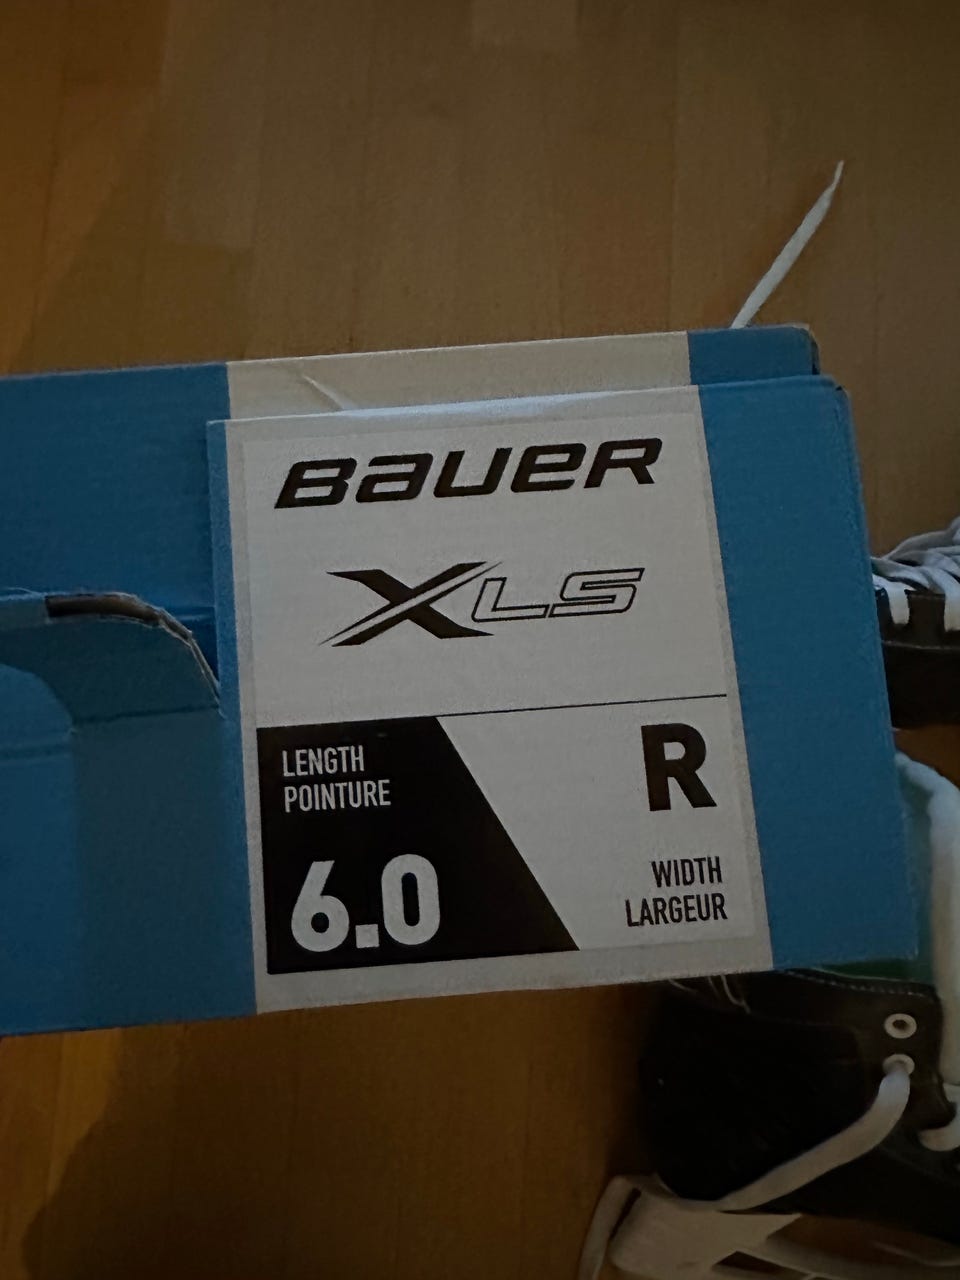 BAUER
XLS
LENGTH
POINTURE
6.0
R
WIDTH
LARGEUR